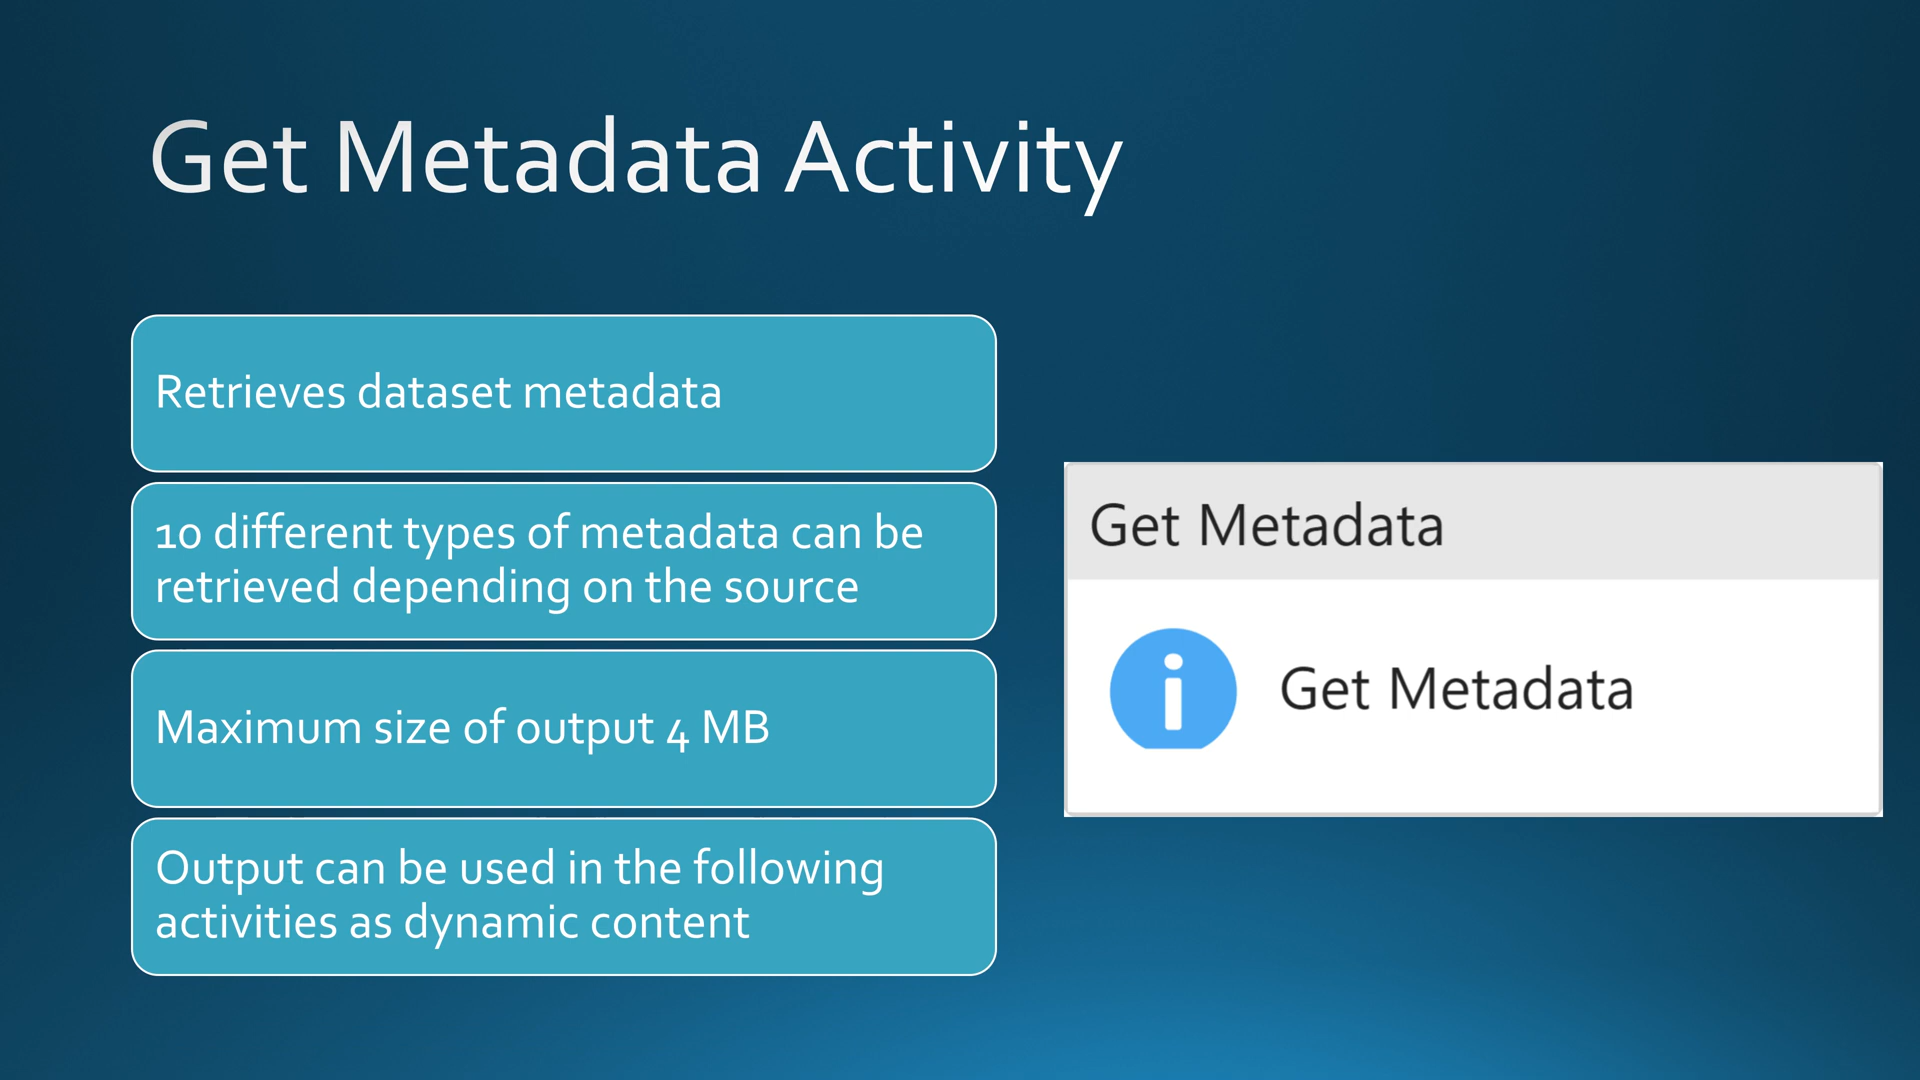 Get Metadata Activity
Retrieves dataset metadata
10 different types of metadata can be
retrieved depending on the source
Maximum size of output 4 MB
Output can be used in the following
activities as dynamic content
Get Metadata
Get Metadata